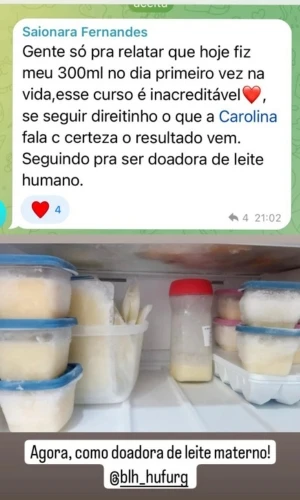 Saionara Fernandes
Gente só pra relatar que hoje fiz
meu 300ml no dia primeiro vez na
vida,esse curso é inacreditável❤️,
se seguir direitinho o que a Carolina
fala c certeza o resultado vem.
Seguindo pra ser doadora de leite
humano.
❤️ 4
4 21:02
Agora, como doadora de leite materno!
@blh_hufurg